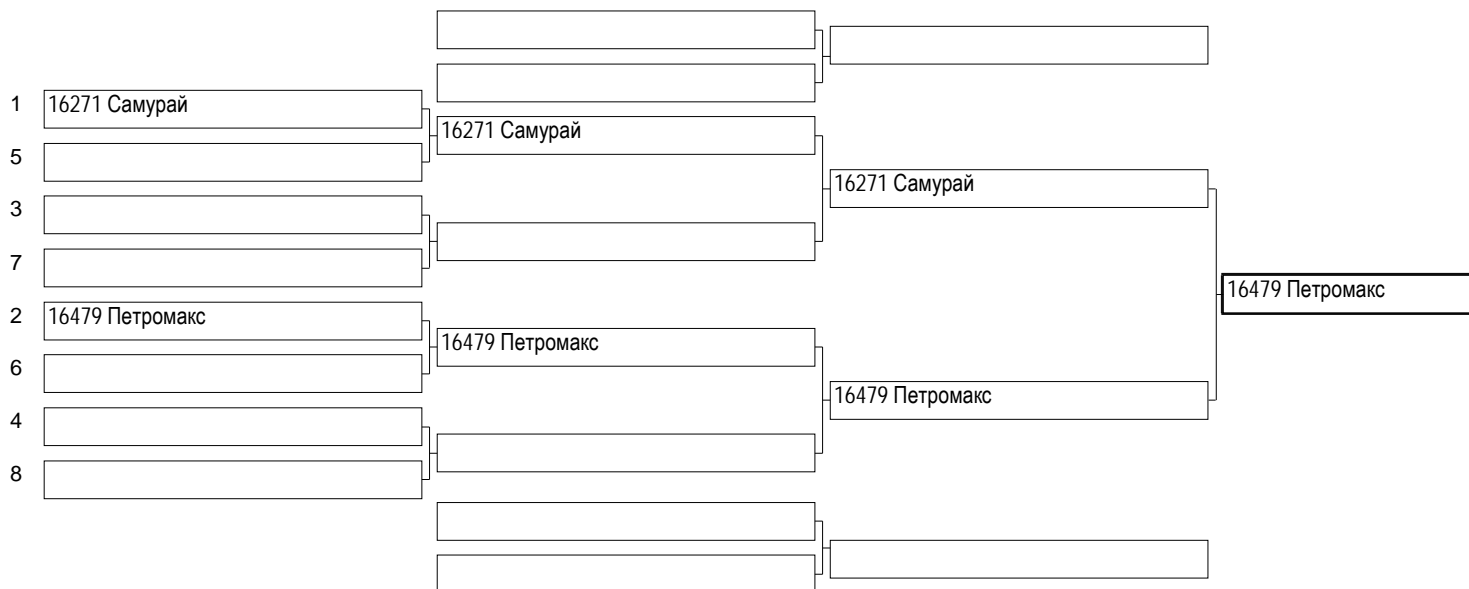 1 16271 Самурай
16271 Самурай
5
16271 Самурай
3
7
16479 Петромакс
2 16479 Петромакс
16479 Петромакс
6
16479 Петромакс
4
8